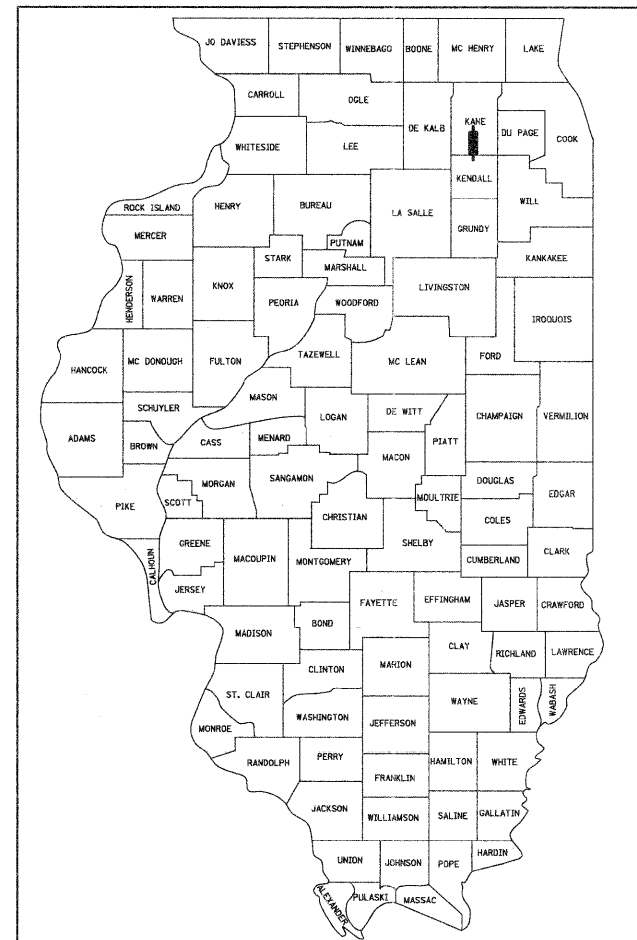 JO DAVIESS
STEPHENSON
WINNEBAGO
BOONE
MC HENRY
LAKE
CARROLL
OGLE
DE KALB
KANE
DU PAGE
COOK
WHITESIDE
LEE
KENDALL
WILL
ROCK ISLAND
HENRY
BUREAU
LA SALLE
GRUNDY
MERCER
PUTNAM
STARK
MARSHALL
KANKAKEE
HENDERSON
WARREN
KNOX
PEORIA
WOODFORD
LIVINGSTON
IROQUOIS
HANCOCK
MC DONOUGH
FULTON
TAZEWELL
MC LEAN
FORD
SCHUYLER
MASON
LOGAN
DE WITT
CHAMPAIGN
VERMILION
ADAMS
BROWN
CASS
MENARD
PIATT
MACON
MORGAN
SANGAMON
DOUGLAS
EDGAR
PIKE
SCOTT
CHRISTIAN
MOULTRIE
COLES
GREENE
MACOUPIN
MONTGOMERY
SHELBY
CUMBERLAND
CLARK
CALHOUN
JERSEY
FAYETTE
EFFINGHAM
JASPER
CRAWFORD
MADISON
BOND
CLAY
RICHLAND
LAWRENCE
CLINTON
MARION
ST. CLAIR
WAYNE
EDWARDS
WABASH
WASHINGTON
JEFFERSON
MONROE
RANDOLPH
PERRY
HAMILTON
WHITE
FRANKLIN
JACKSON
WILLIAMSON
SALINE
GALLATIN
UNION
JOHNSON
POPE
HARDIN
ALEXANDER
PULASKI
MASSAC